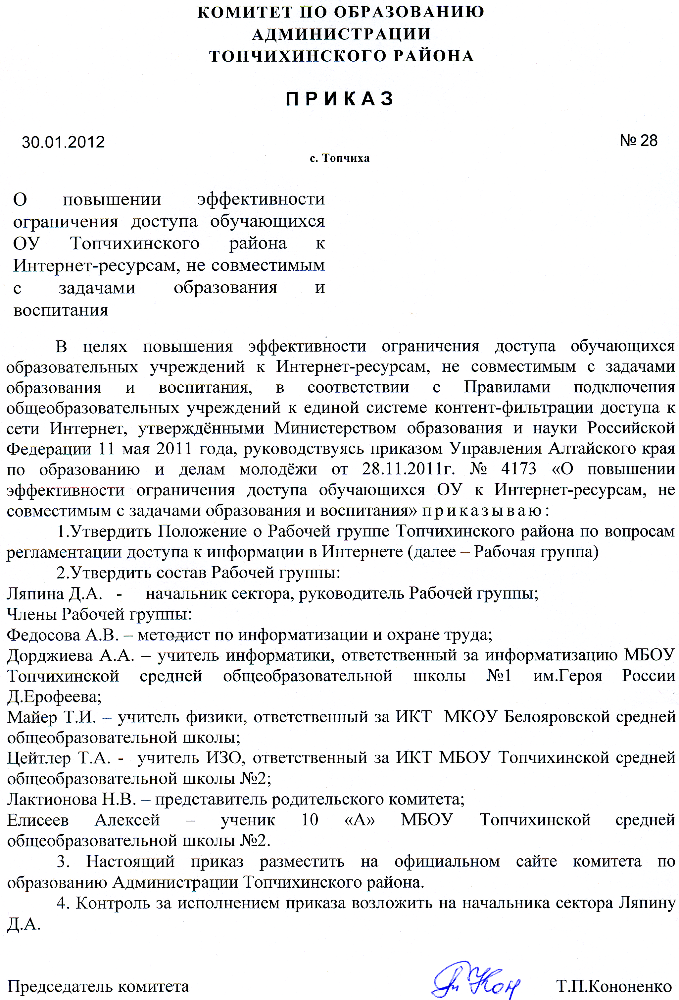 КОМИТЕТ ПО ОБРАЗОВАНИЮ
АДМИНИСТРАЦИИ
ТОПЧИХИНСКОГО РАЙОНА
П Р И К А З
30.01.2012 № 28
с. Топчиха
О повышении эффективности
ограничения доступа обучающихся
ОУ Топчихинского района к
Интернет-ресурсам, не совместимым
с задачами образования и
воспитания
В целях повышения эффективности ограничения доступа обучающихся
образовательных учреждений к Интернет-ресурсам, не совместимым с задачами
образования и воспитания, в соответствии с Правилами подключения
общеобразовательных учреждений к единой системе контент-фильтрации доступа к
сети Интернет, утверждёнными Министерством образования и науки Российской
Федерации 11 мая 2011 года, руководствуясь приказом Управления Алтайского края
по образованию и делам молодёжи от 28.11.2011г. № 4173 «О повышении
эффективности ограничения доступа обучающихся ОУ к Интернет-ресурсам, не
совместимым с задачами образования и воспитания» п р и к а з ы в а ю :
1.Утвердить Положение о Рабочей группе Топчихинского района по вопросам
регламентации доступа к информации в Интернете (далее – Рабочая группа)
2.Утвердить состав Рабочей группы:
Ляпина Д.А. - начальник сектора, руководитель Рабочей группы;
Члены Рабочей группы:
Федосова А.В. – методист по информатизации и охране труда;
Дорджиева А.А. – учитель информатики, ответственный за информатизацию МБОУ
Топчихинской средней общеобразовательной школы №1 им.Героя России
Д.Ерофеева;
Майер Т.И. – учитель физики, ответственный за ИКТ МКОУ Белояровской средней
общеобразовательной школы;
Цейтлер Т.А. - учитель ИЗО, ответственный за ИКТ МБОУ Топчихинской средней
общеобразовательной школы №2;
Лактионова Н.В. – представитель родительского комитета;
Елисеев Алексей – ученик 10 «А» МБОУ Топчихинской средней
общеобразовательной школы №2.
3. Настоящий приказ разместить на официальном сайте комитета по
образованию Администрации Топчихинского района.
4. Контроль за исполнением приказа возложить на начальника сектора Ляпину
Д.А.
Председатель комитета Т.П.Кононенко